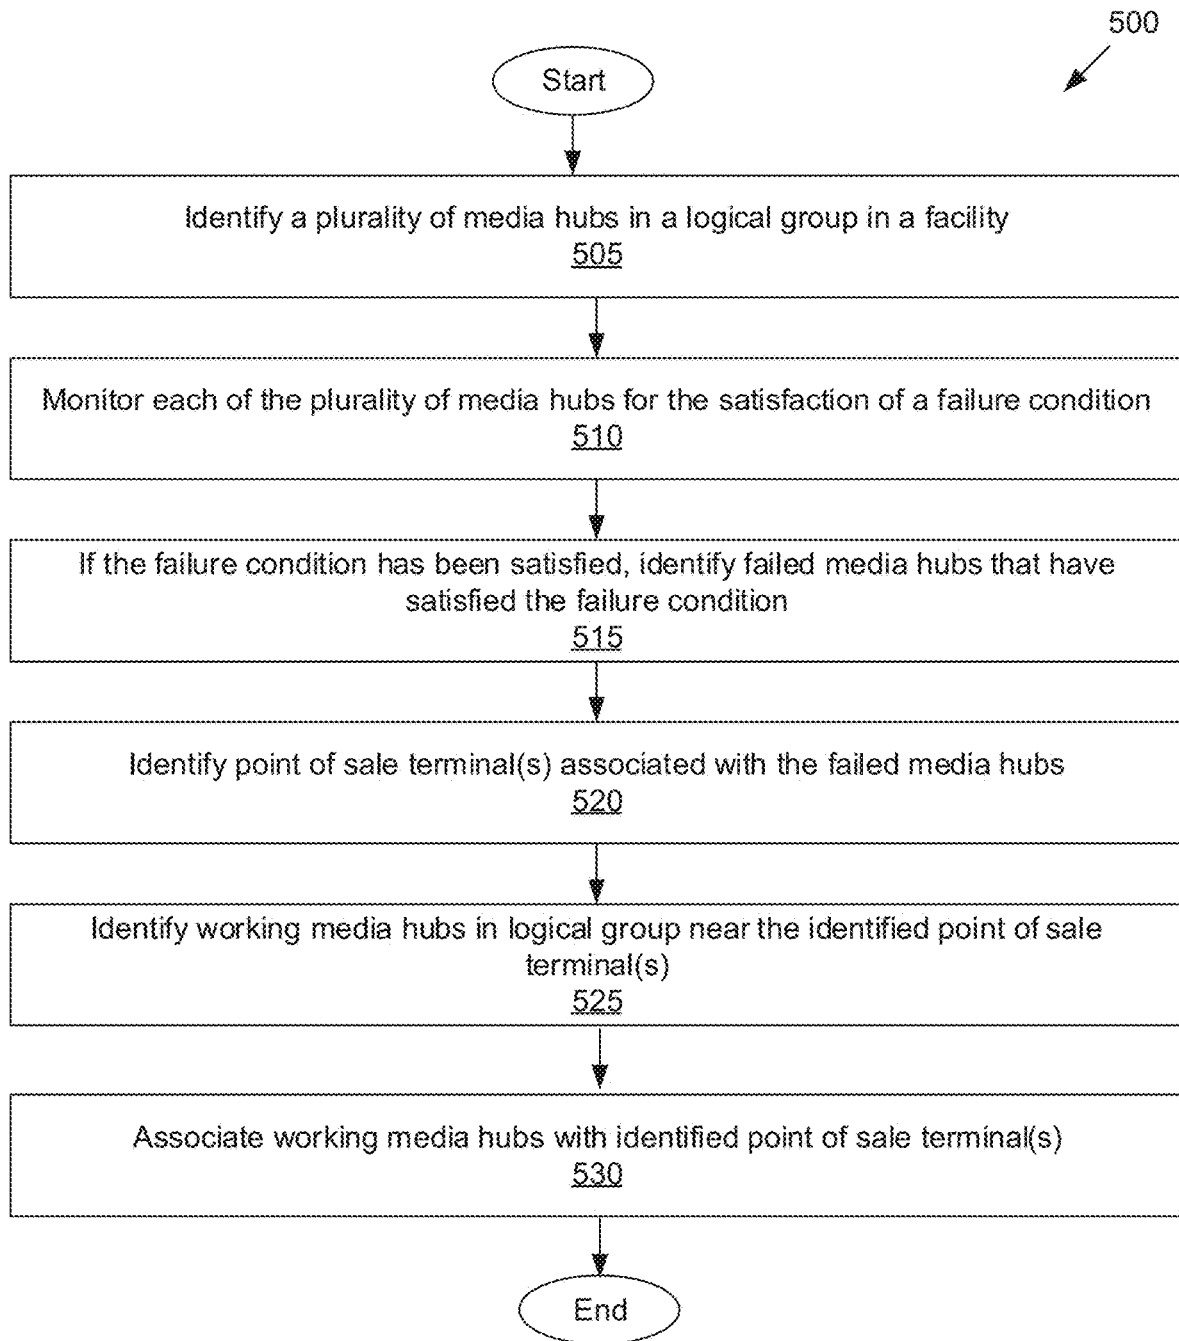 500
Start
Identify a plurality of media hubs in a logical group in a facility
505
Monitor each of the plurality of media hubs for the satisfaction of a failure condition
510
If the failure condition has been satisfied, identify failed media hubs that have
satisfied the failure condition
515
Identify point of sale terminal(s) associated with the failed media hubs
520
Identify working media hubs in logical group near the identified point of sale
terminal(s)
525
Associate working media hubs with identified point of sale terminal(s)
530
End